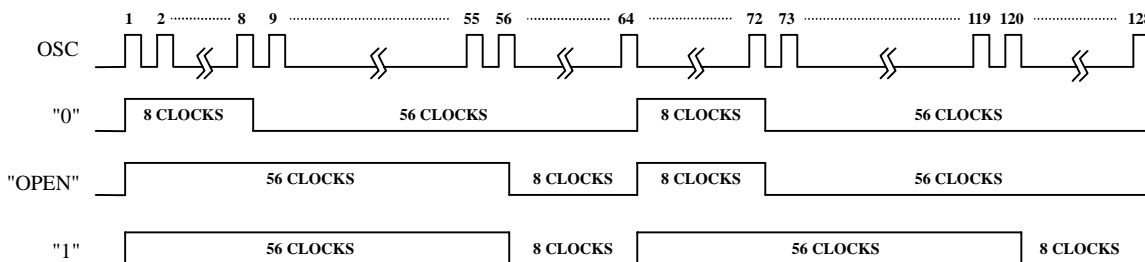 1 2 8 9 55 56 64 72 73 119 120 128
OSC
"0" 8 CLOCKS 56 CLOCKS 8 CLOCKS 56 CLOCKS
"OPEN" 56 CLOCKS 8 CLOCKS 8 CLOCKS 56 CLOCKS
"1" 56 CLOCKS 8 CLOCKS 56 CLOCKS 8 CLOCKS